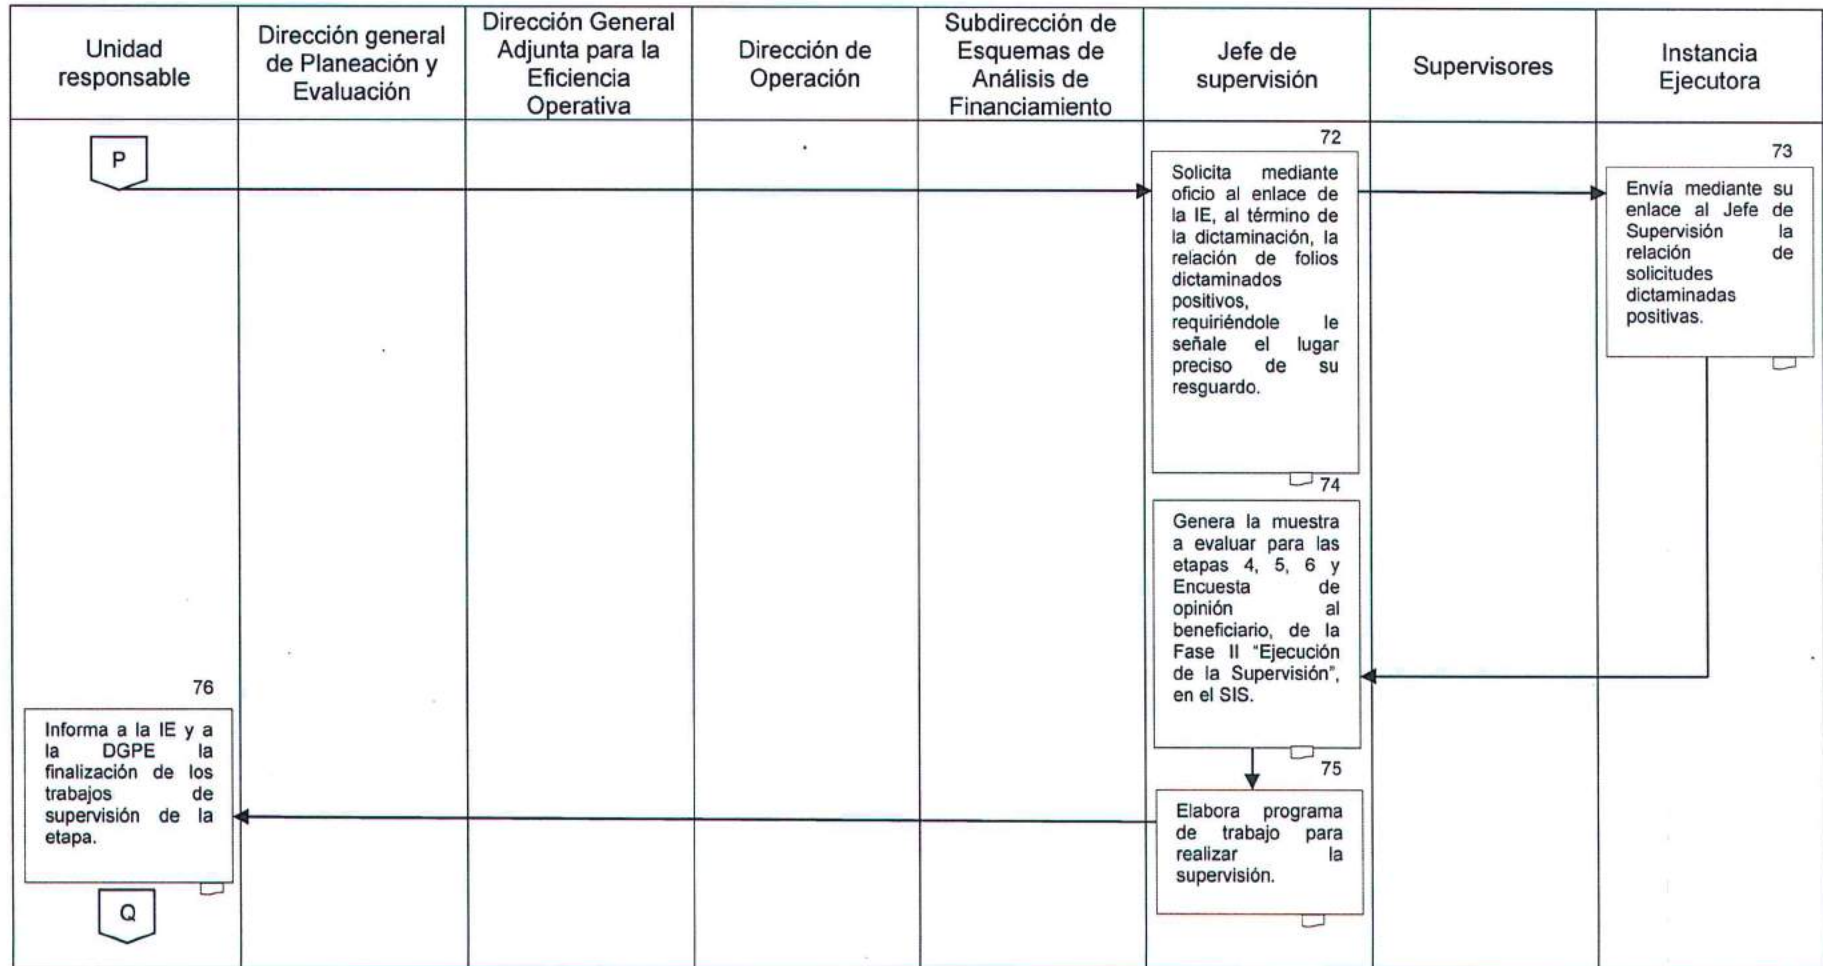 Unidad
responsable
Dirección general
de Planeación y
Evaluación
Dirección General
Adjunta para la
Eficiencia
Operativa
Dirección de
Operación
Subdirección de
Esquemas de
Análisis de
Financiamiento
Jefe de
supervisión
Supervisores
Instancia
Ejecutora
P
72
Solicita mediante
oficio al enlace de
la IE, al término de
la dictaminación, la
relación de folios
dictaminados
positivos,
requiriéndole le
señale el lugar
preciso de su
resguardo.
73
Envía mediante su
enlace al Jefe de
Supervisión la
relación de
solicitudes
dictaminadas
positivas.
74
Genera la muestra
a evaluar para las
etapas 4, 5, 6 y
Encuesta de
opinión al
beneficiario, de la
Fase II "Ejecución
de la Supervisión",
en el SIS.
75
Elabora programa
de trabajo para
realizar la
supervisión.
76
Informa a la IE y a
la DGPE la
finalización de los
trabajos de
supervisión de la
etapa.
Q